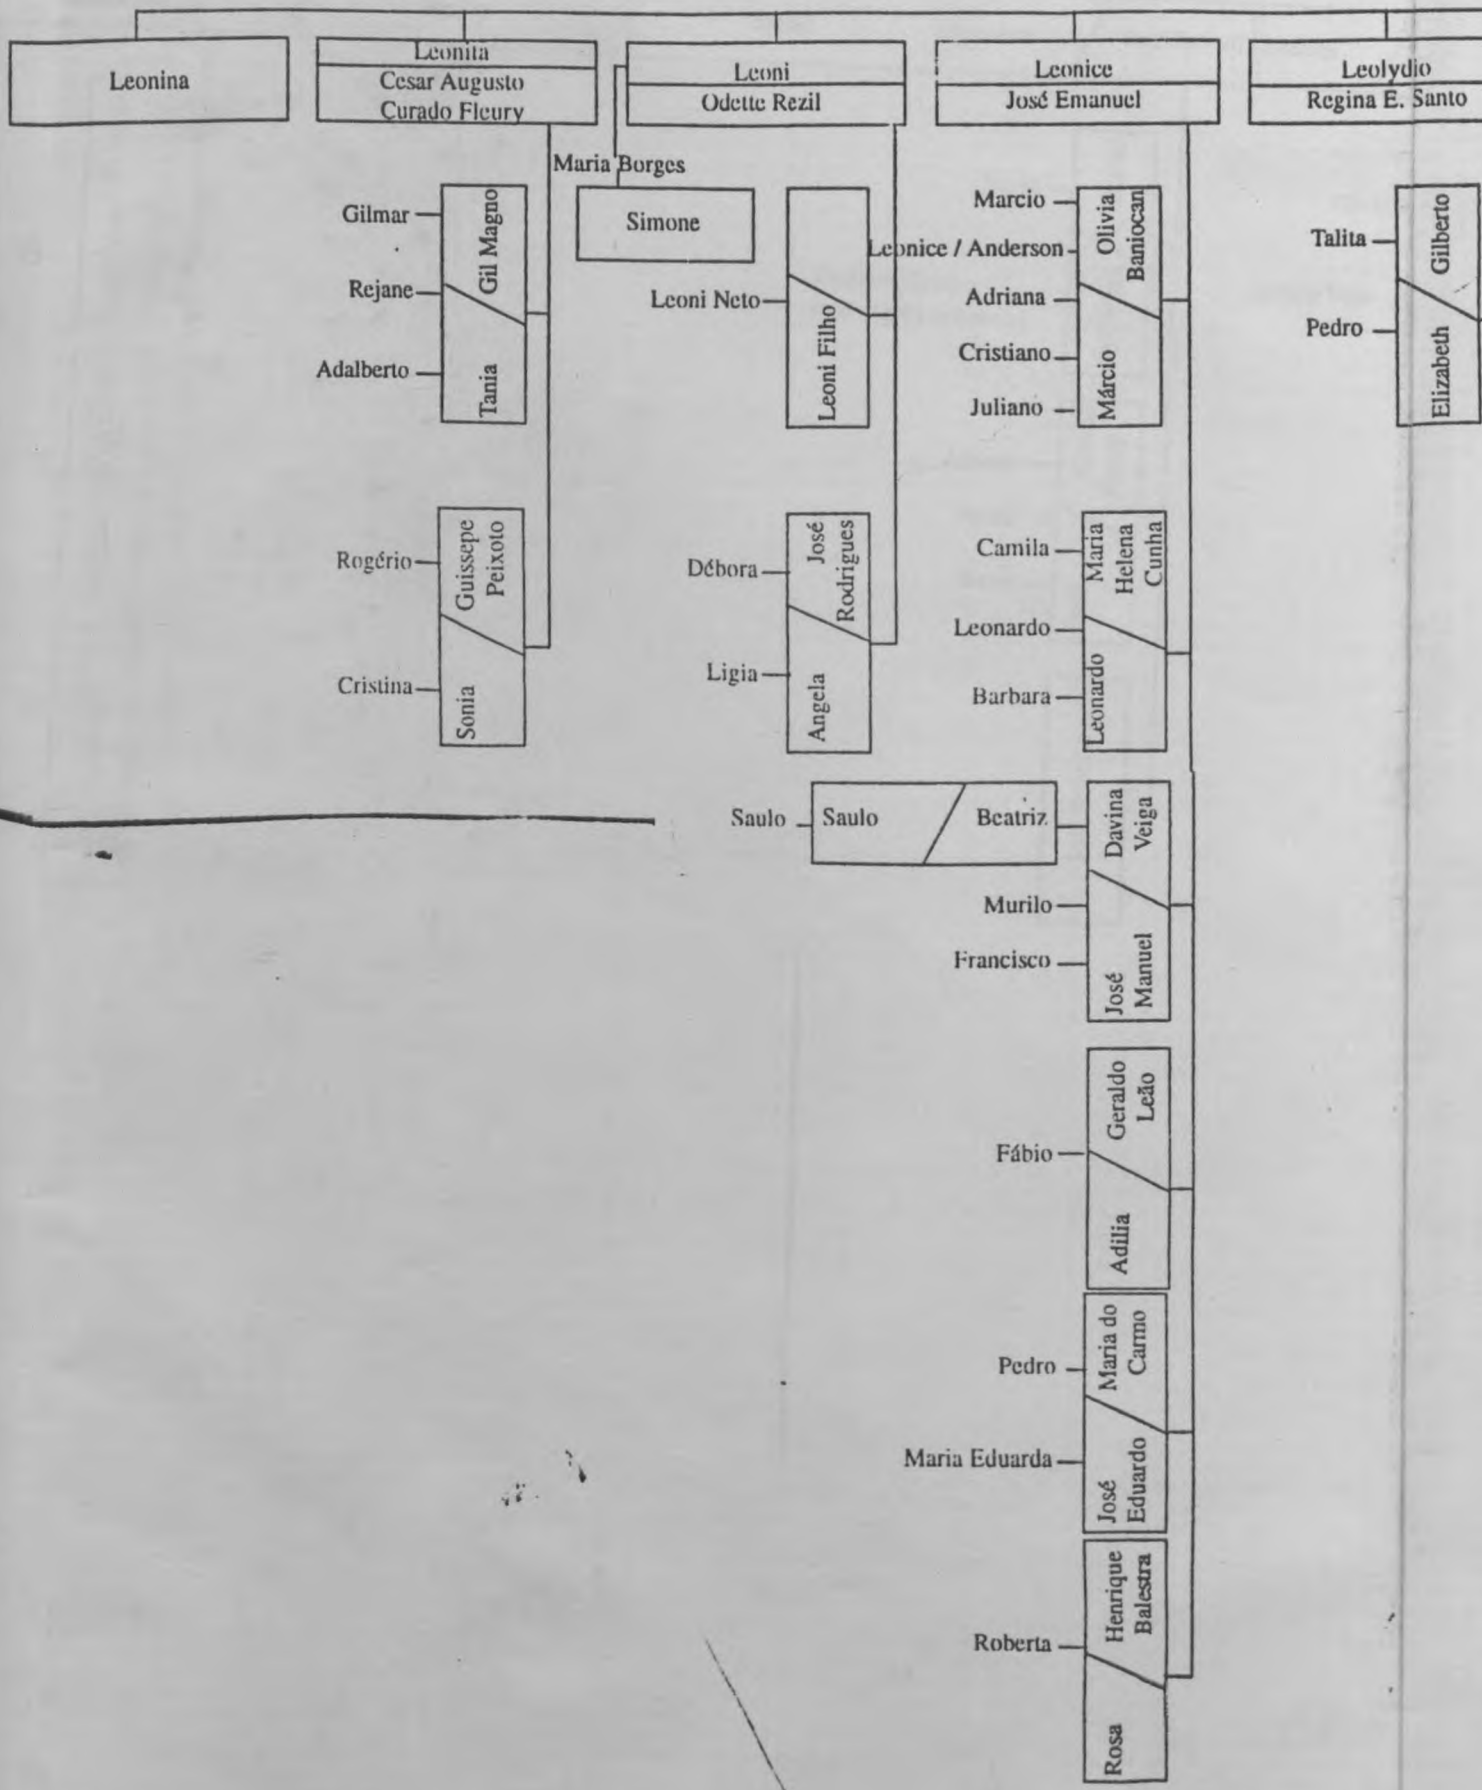 Leonina
Leonita
Cesar Augusto
Curado Fleury
Leoni
Odette Rezil
Leonice
José Emanuel
Leolydio
Regina E. Santo
Maria Borges
Simone
Gilmar
Rejane
Adalberto
Gil Magno
Tania
Rogério
Cristina
Guissepe
Peixoto
Sonia
Leoni Neto
Leoni Filho
Débora
Ligia
José
Rodrigues
Angela
Marcio
Leonice / Anderson
Adriana
Cristiano
Juliano
Olivia
Baniocan
Márcio
Camila
Leonardo
Barbara
Maria
Helena
Cunha
Leonardo
Saulo
Saulo
Beatriz
Murilo
Francisco
Davina
Veiga
José
Manuel
Fábio
Geraldo
Leão
Adilia
Pedro
Maria Eduarda
Maria do
Carmo
José
Eduardo
Roberta
Henrique
Balestra
Rosa
Talita
Pedro
Gilberto
Elizabeth